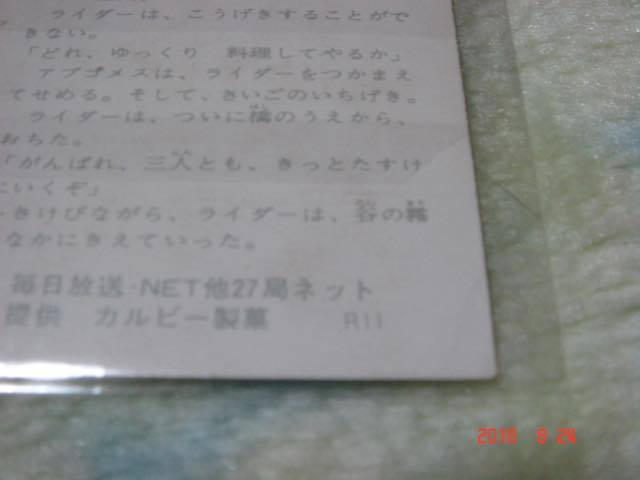 ライダーは、こうげきすることがで
きない。
「どれ、ゆっくり 料理してやるか」
アブゴメスは、ライダーをつかまえ
てせめる。そして、さいごのいちげき。
ライダーは、ついに橋のうえから、
おちた。
「がんばれ、三人とも、きっとたすけ
にいくぞ」
さけびながら、ライダーは、谷の霧
なかにきえていった。
毎日放送・NET他27局ネット
提供 カルビー製菓 R11
2010 8 24